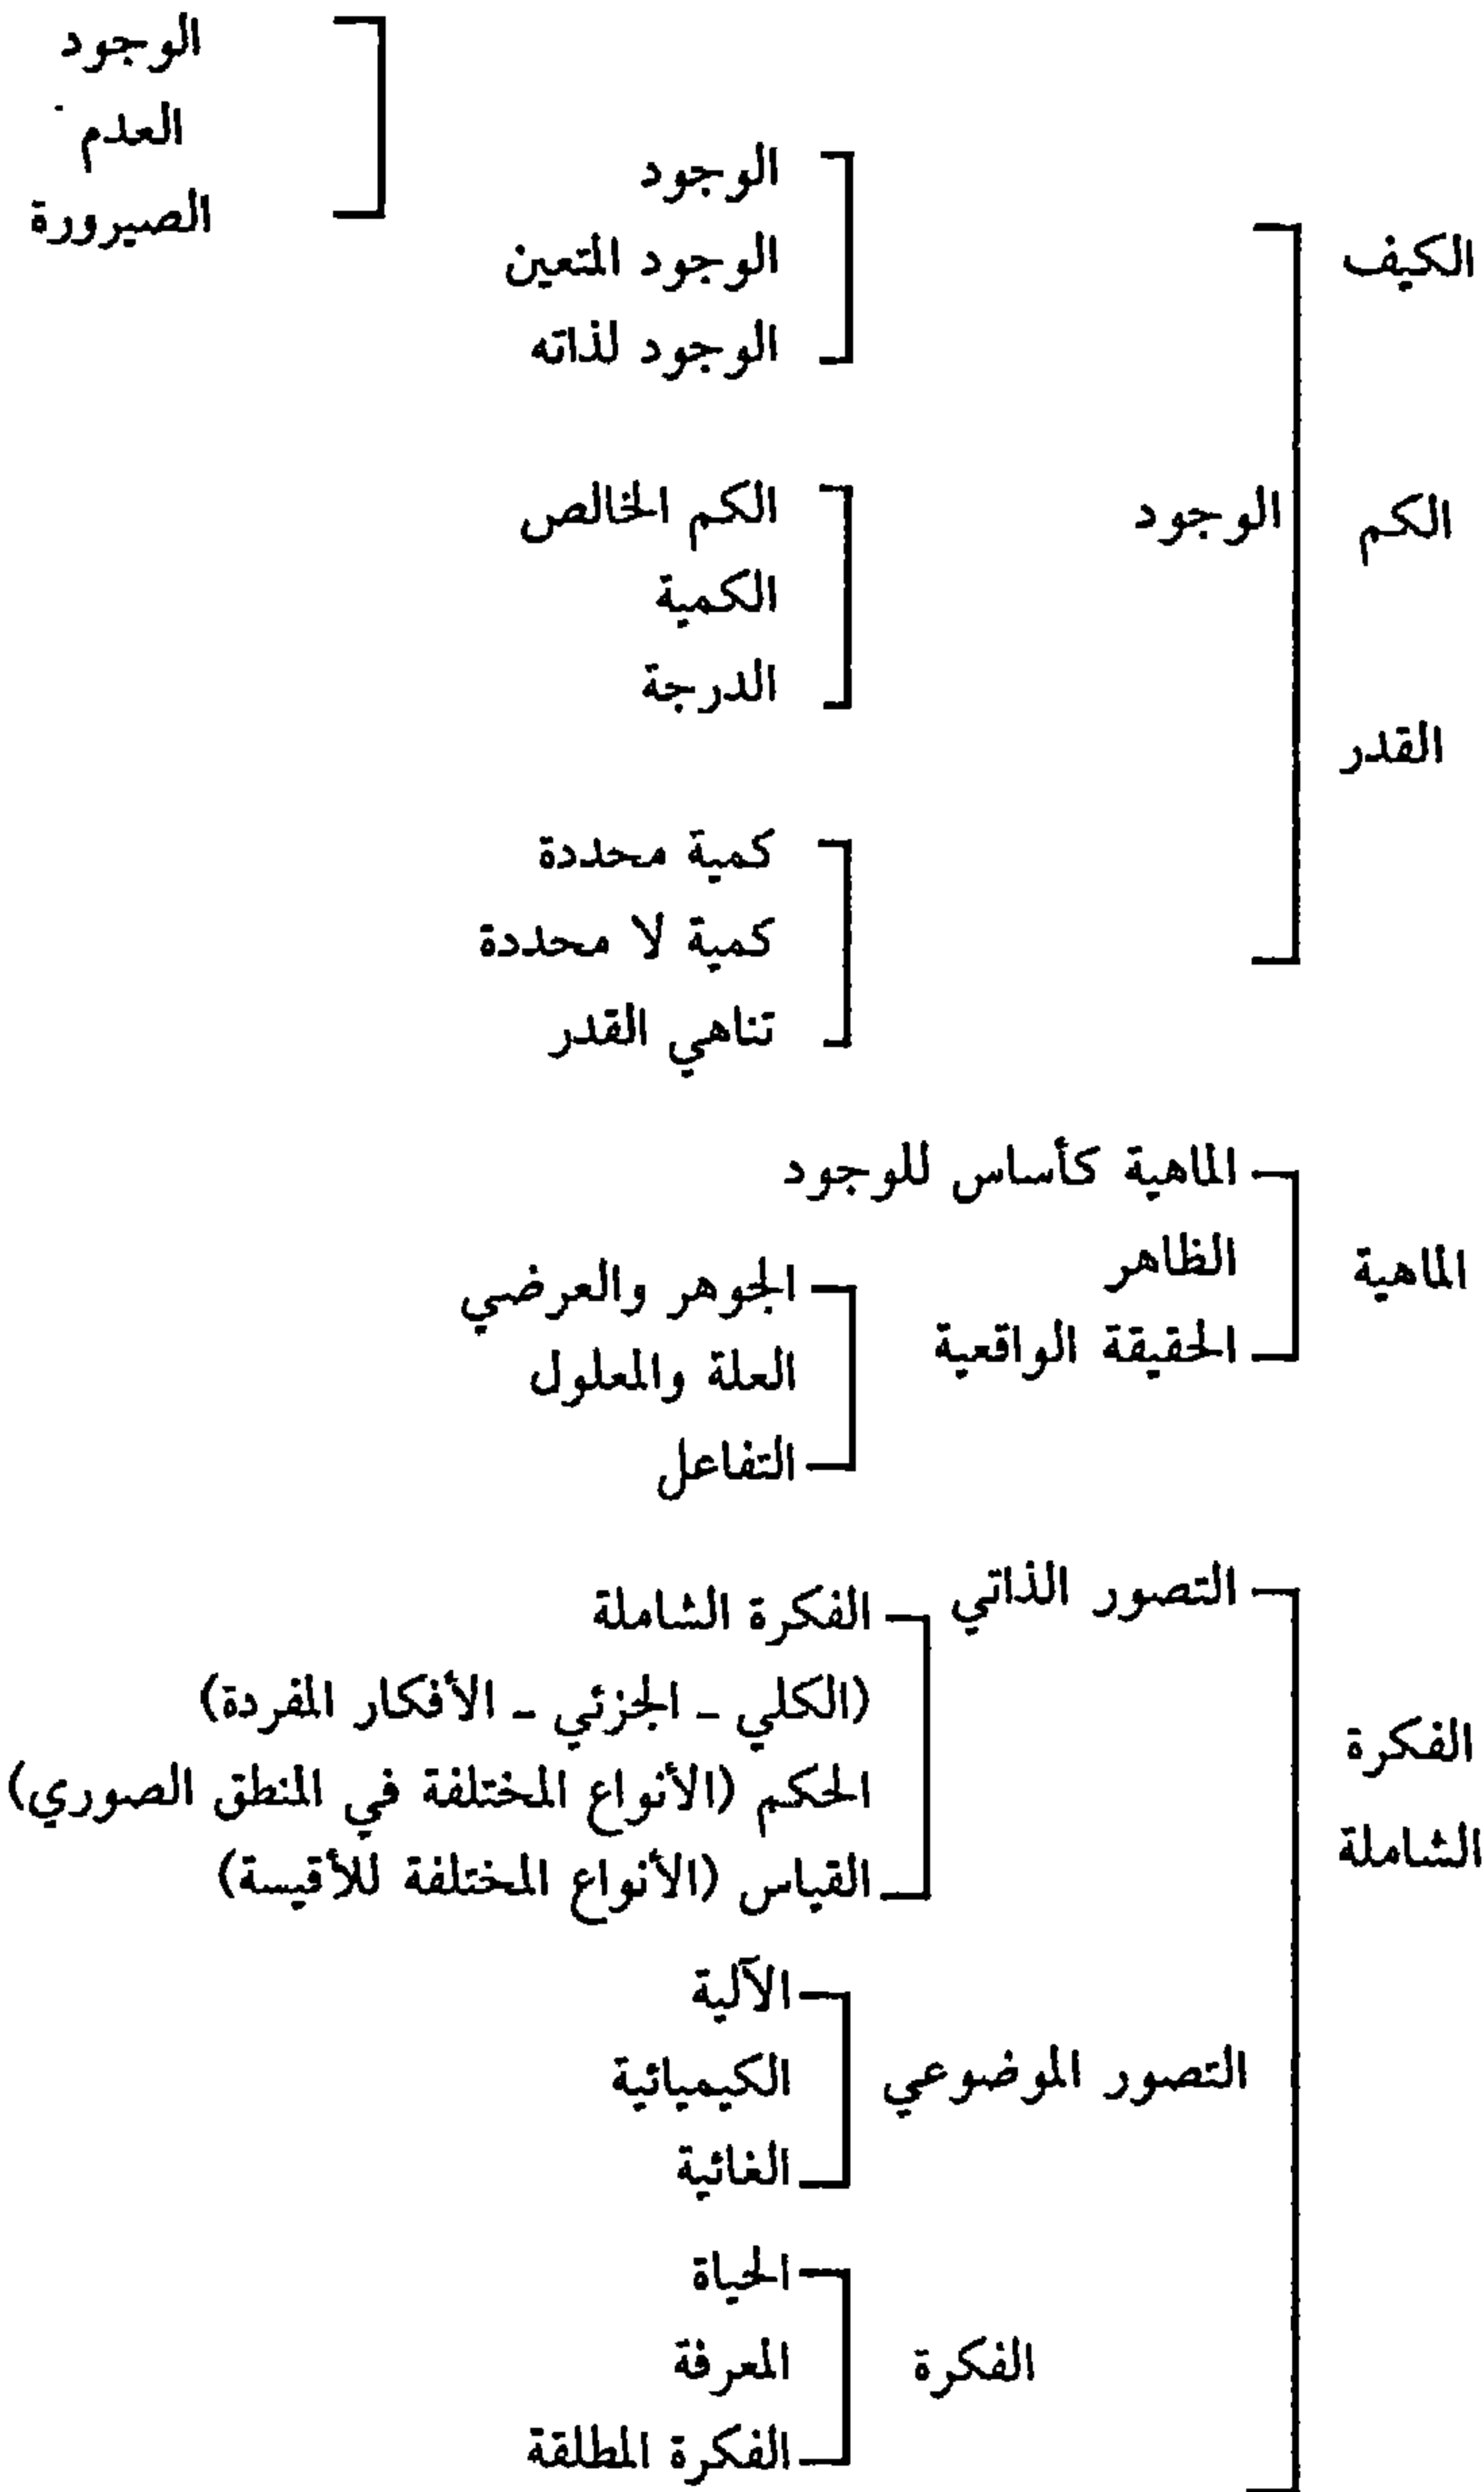 الكيف
الكم
القدر
الوجود
الوجود
الوجود المتعين
الوجود لذاته
الوجود
العدم
الصيرورة
الكم الخالص
الكمية
الدرجة
كمية محددة
كمية لا محددة
تناهي القدر
الماهية
الماهية كأساس للوجود
الظاهر
الحقيقة الواقعية
الجوهر والعرضي
العلة والمعلول
التفاعل
الفكرة
الشاملة
التصور الذاتي
الفكرة الشاملة
(الكلي ـ الجزئي ـ الأفكار المفردة)
الحكم (الأنواع المختلفة في المنطق الصوري)
القياس (الأنواع المختلفة للأقيسة)
التصور الموضوعي
الآلية
الكيميائية
الغائية
الفكرة
الحياة
المعرفة
الفكرة المطلقة